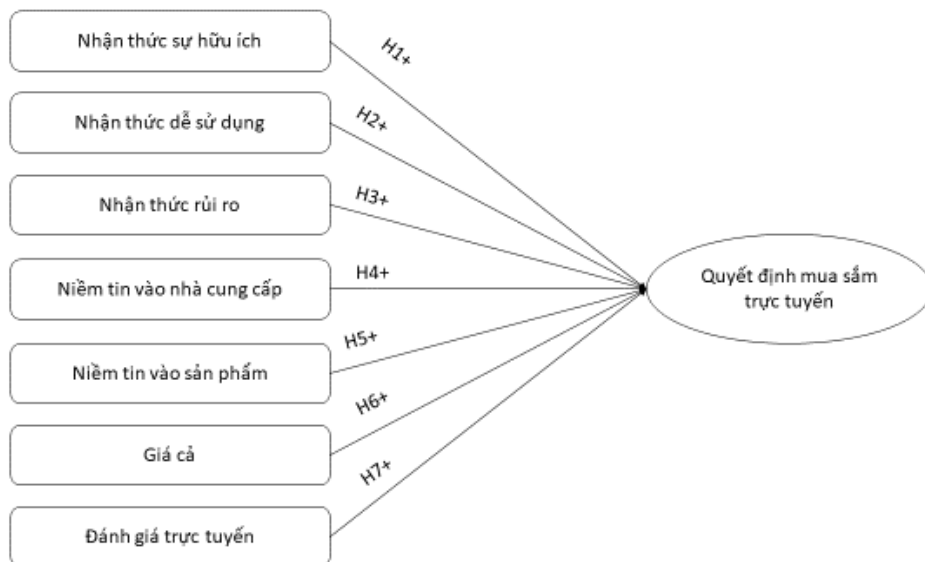 Nhận thức sự hữu ích
H1+
Nhận thức dễ sử dụng
H2+
Nhận thức rủi ro
H3+
Niềm tin vào nhà cung cấp
H4+
Quyết định mua sắm
trực tuyến
Niềm tin vào sản phẩm
H5+
Giá cả
H6+
Đánh giá trực tuyến
H7+